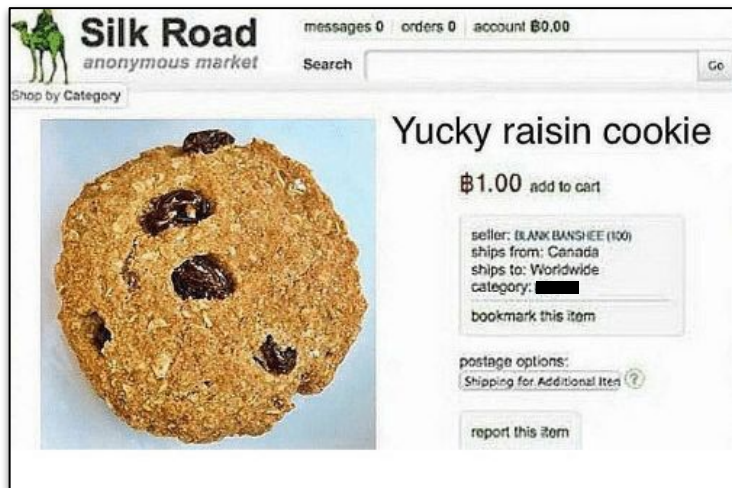 Silk Road
anonymous market
messages 0 orders 0 account ฿0.00
Search
Go
Shop by Category
Yucky raisin cookie
฿1.00 add to cart
seller: BLANK BANSHEE (100)
ships from: Canada
ships to: Worldwide
category:
bookmark this item
postage options:
Shipping for Additional Iten
?
report this item